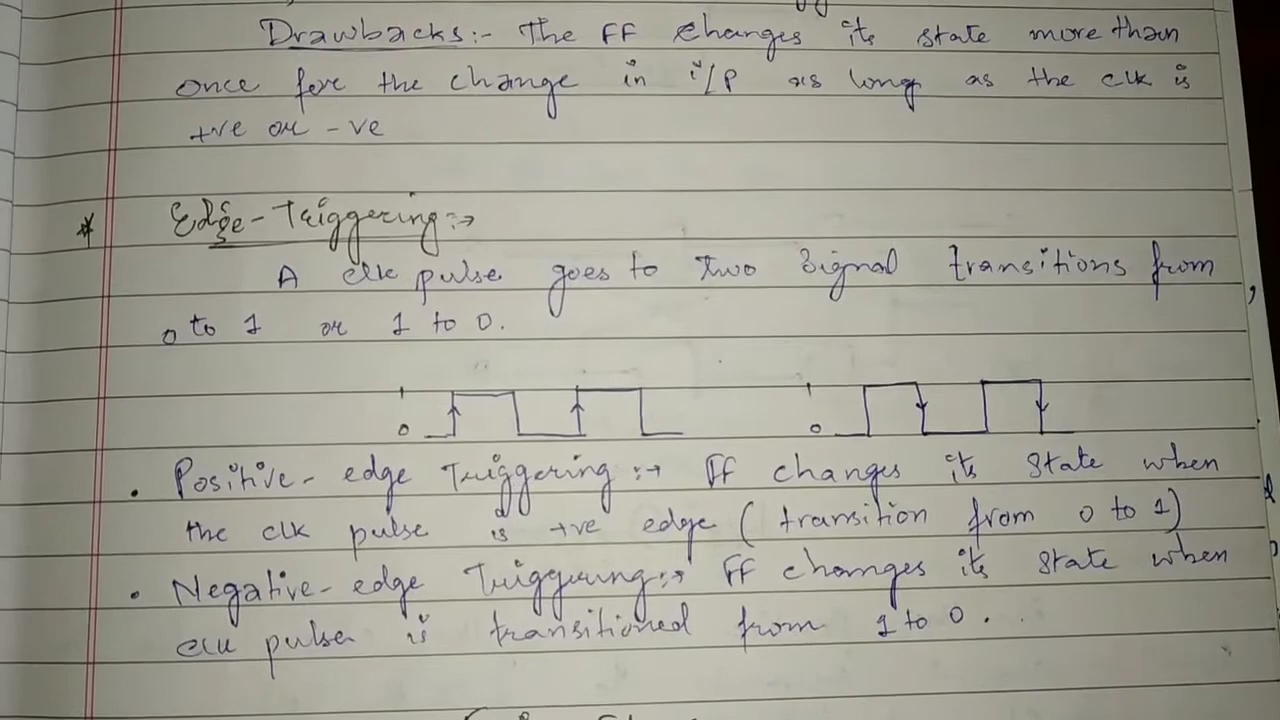 Drawbacks:- The FF changes its state more than
once for the change in i/p as long as the clk is
+ve or -ve
* Edge-Triggering:→
A clk pulse goes to two signal transitions from
0 to 1 or 1 to 0.
1 1
0 0
. Positive-edge Triggering:→ FF changes its state when
the clk pulse is +ve edge (transition from 0 to 1)
. Negative-edge Triggering:→ FF changes its state when
clk pulse is transitioned from 1 to 0.